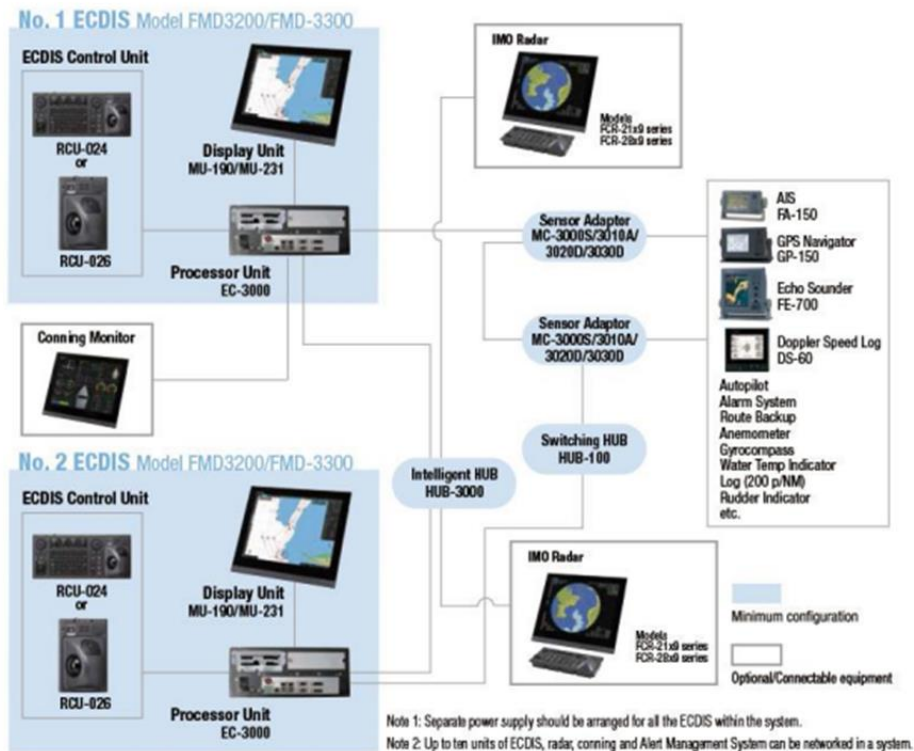 No. 1 ECDIS Model FMD3200/FMD-3300
ECDIS Control Unit
RCU-024
or
RCU-026
Display Unit
MU-190/MU-231
Processor Unit
EC-3000
IMO Radar
Models
FCR-21x9 series
FCR-28x9 series
Sensor Adaptor
MC-3000S/3010A/
3020D/3030D
AIS
FA-150
GPS Navigator
GP-150
Echo Sounder
FE-700
Doppler Speed Log
DS-60
Autopilot
Alarm System
Route Backup
Anemometer
Gyrocompass
Water Temp Indicator
Log (200 p/NM)
Rudder Indicator
etc.
Sensor Adaptor
MC-3000S/3010A/
3020D/3030D
Conning Monitor
Switching HUB
HUB-100
Intelligent HUB
HUB-3000
No. 2 ECDIS Model FMD3200/FMD-3300
ECDIS Control Unit
RCU-024
or
RCU-026
Display Unit
MU-190/MU-231
Processor Unit
EC-3000
IMO Radar
Models
FCR-21x9 series
FCR-28x9 series
Minimum configuration
Optional/Connectable equipment
Note 1: Separate power supply should be arranged for all the ECDIS within the system.
Note 2: Up to ten units of ECDIS, radar, conning and Alert Management System can be networked in a system.